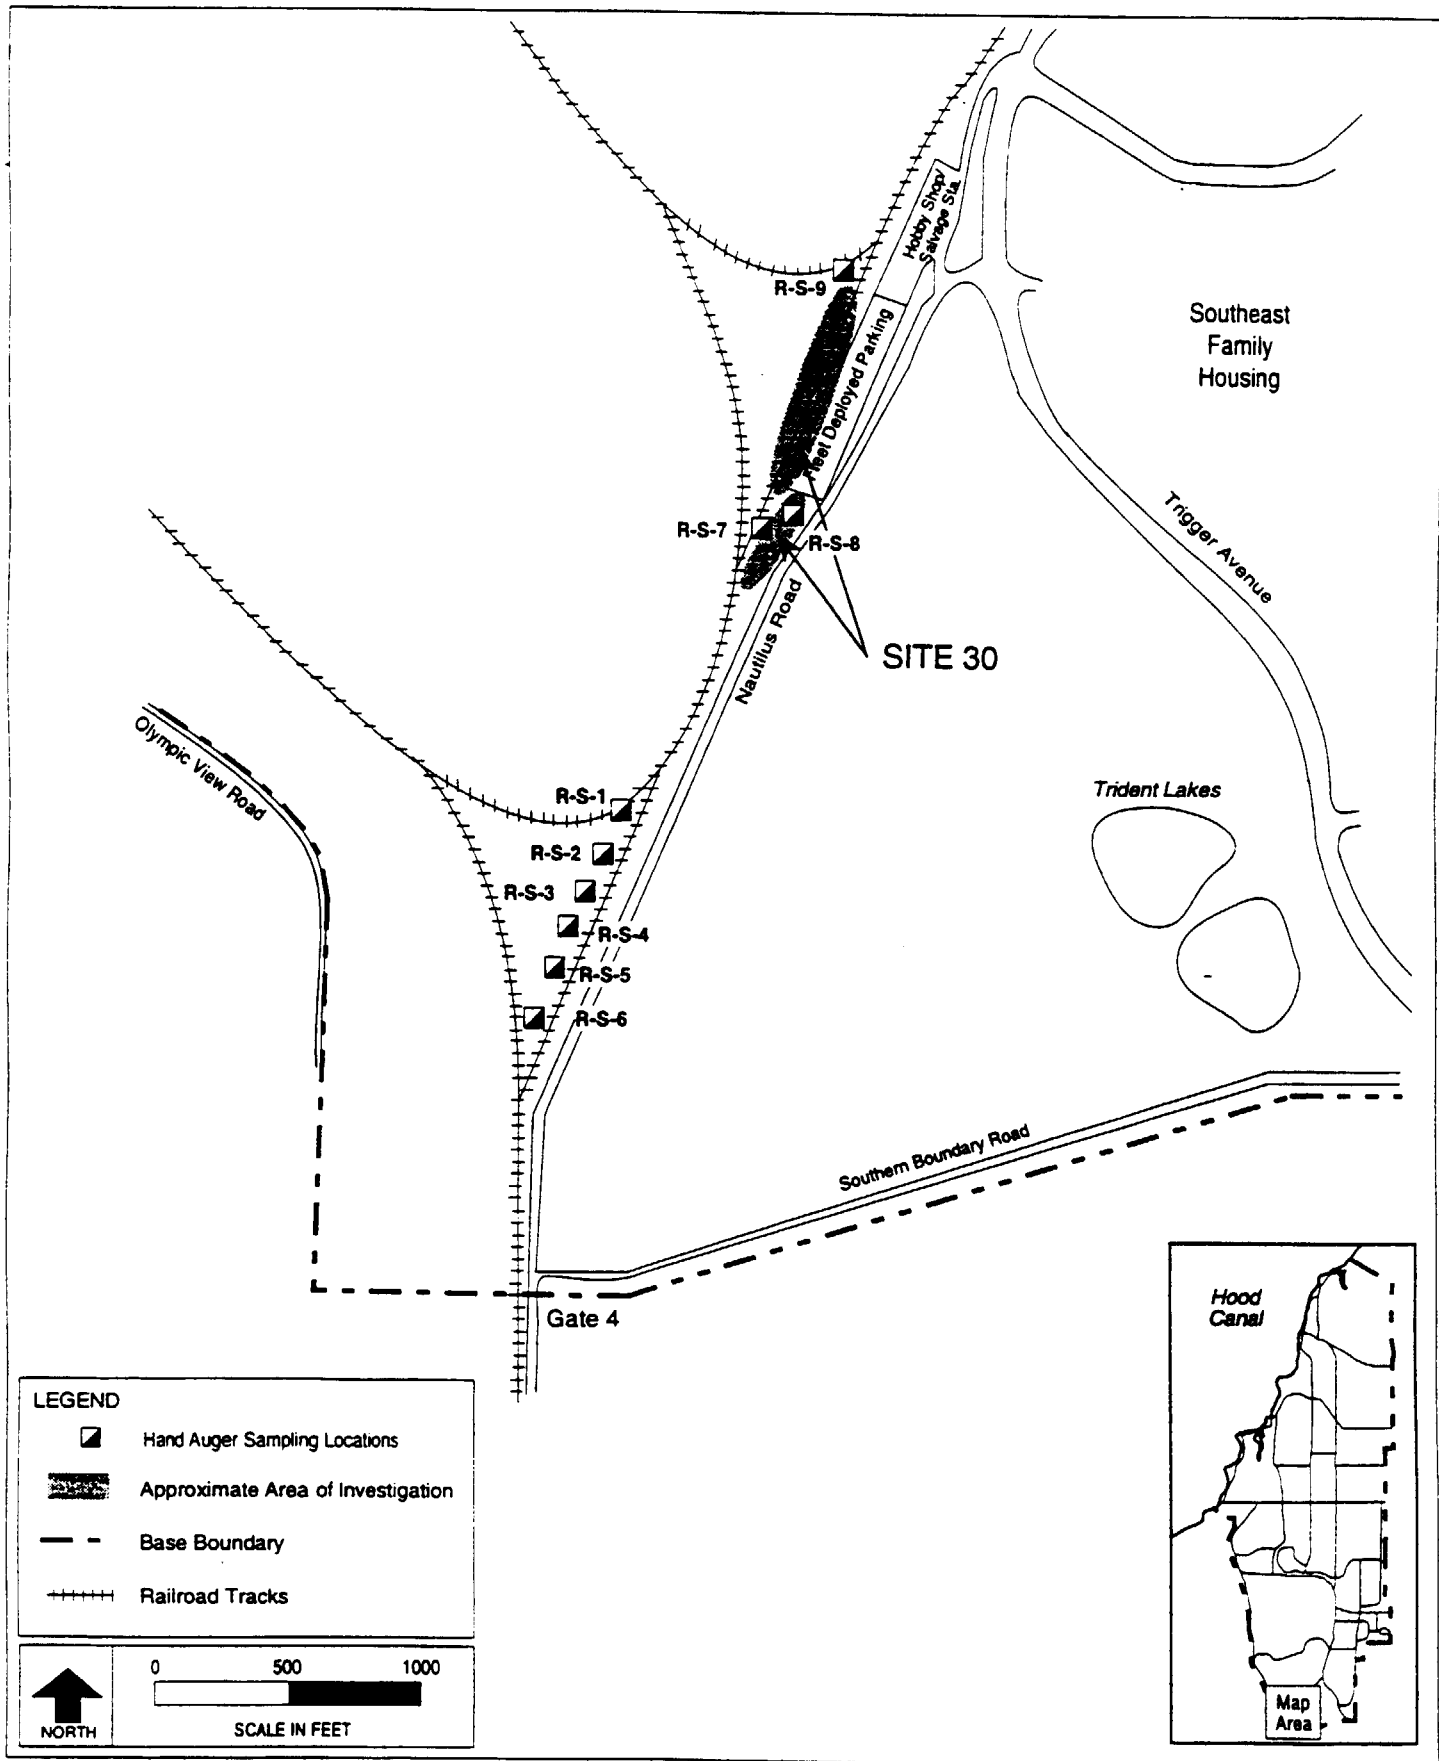 Hobby Shop/
Salvage Sta.
R-S-9
Fleet Deployed Parking
Southeast
Family
Housing
R-S-7
R-S-8
Trigger Avenue
Nautilus Road
SITE 30
Olympic View Road
R-S-1
Trident Lakes
R-S-2
R-S-3
R-S-4
R-S-5
R-S-6
Southern Boundary Road
Gate 4
Hood
Canal
Map
Area
LEGEND
Hand Auger Sampling Locations
Approximate Area of Investigation
Base Boundary
Railroad Tracks
NORTH
0 500 1000
SCALE IN FEET